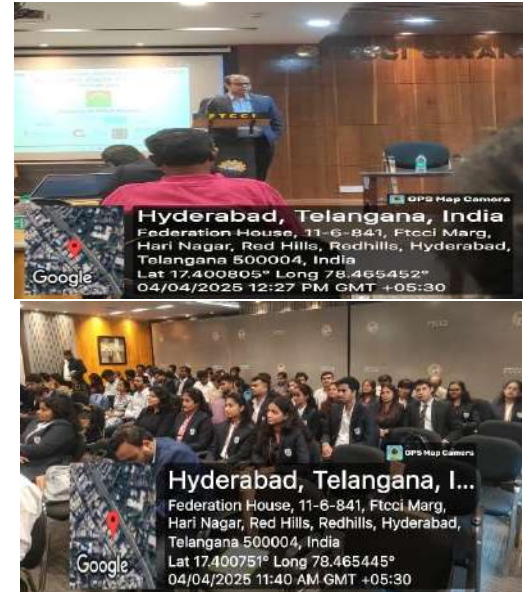 FTCCI
GPS Map Camera
Hyderabad, Telangana, India
Federation House, 11-6-841, Ftcci Marg,
Hari Nagar, Red Hills, Redhills, Hyderabad,
Telangana 500004, India
Lat 17.400805° Long 78.465452°
04/04/2025 12:27 PM GMT +05:30
Google
GPS Map Camera
Hyderabad, Telangana, I...
Federation House, 11-6-841, Ftcci Marg,
Hari Nagar, Red Hills, Redhills, Hyderabad,
Telangana 500004, India
Lat 17.400751° Long 78.465445°
04/04/2025 11:40 AM GMT +05:30
Google